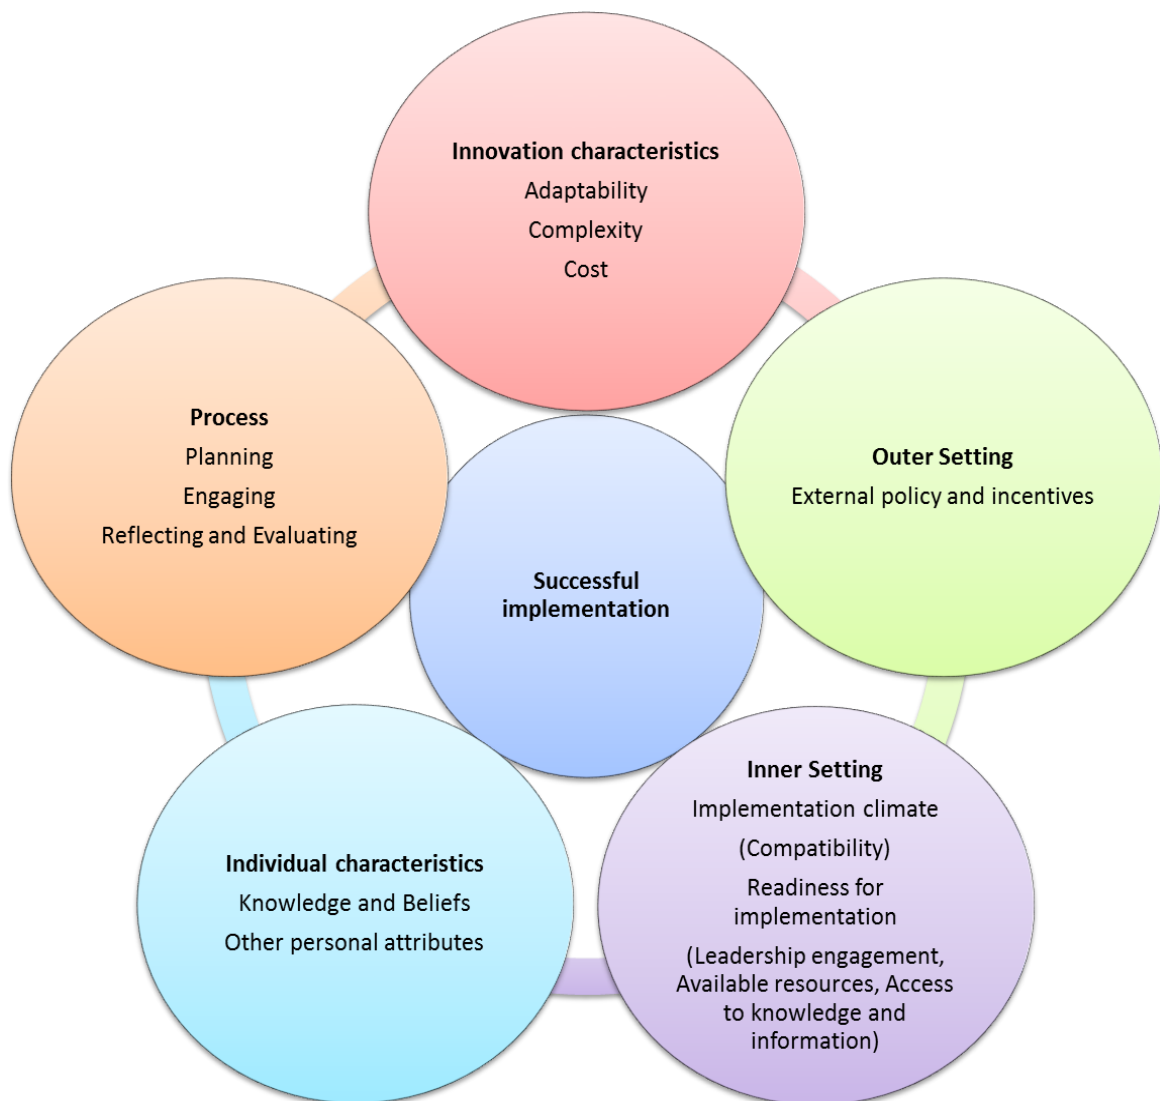 Innovation characteristics
Adaptability
Complexity
Cost
Process
Planning
Engaging
Reflecting and Evaluating
Outer Setting
External policy and incentives
Successful
implementation
Individual characteristics
Knowledge and Beliefs
Other personal attributes
Inner Setting
Implementation climate
(Compatibility)
Readiness for
implementation
(Leadership engagement,
Available resources, Access
to knowledge and
information)